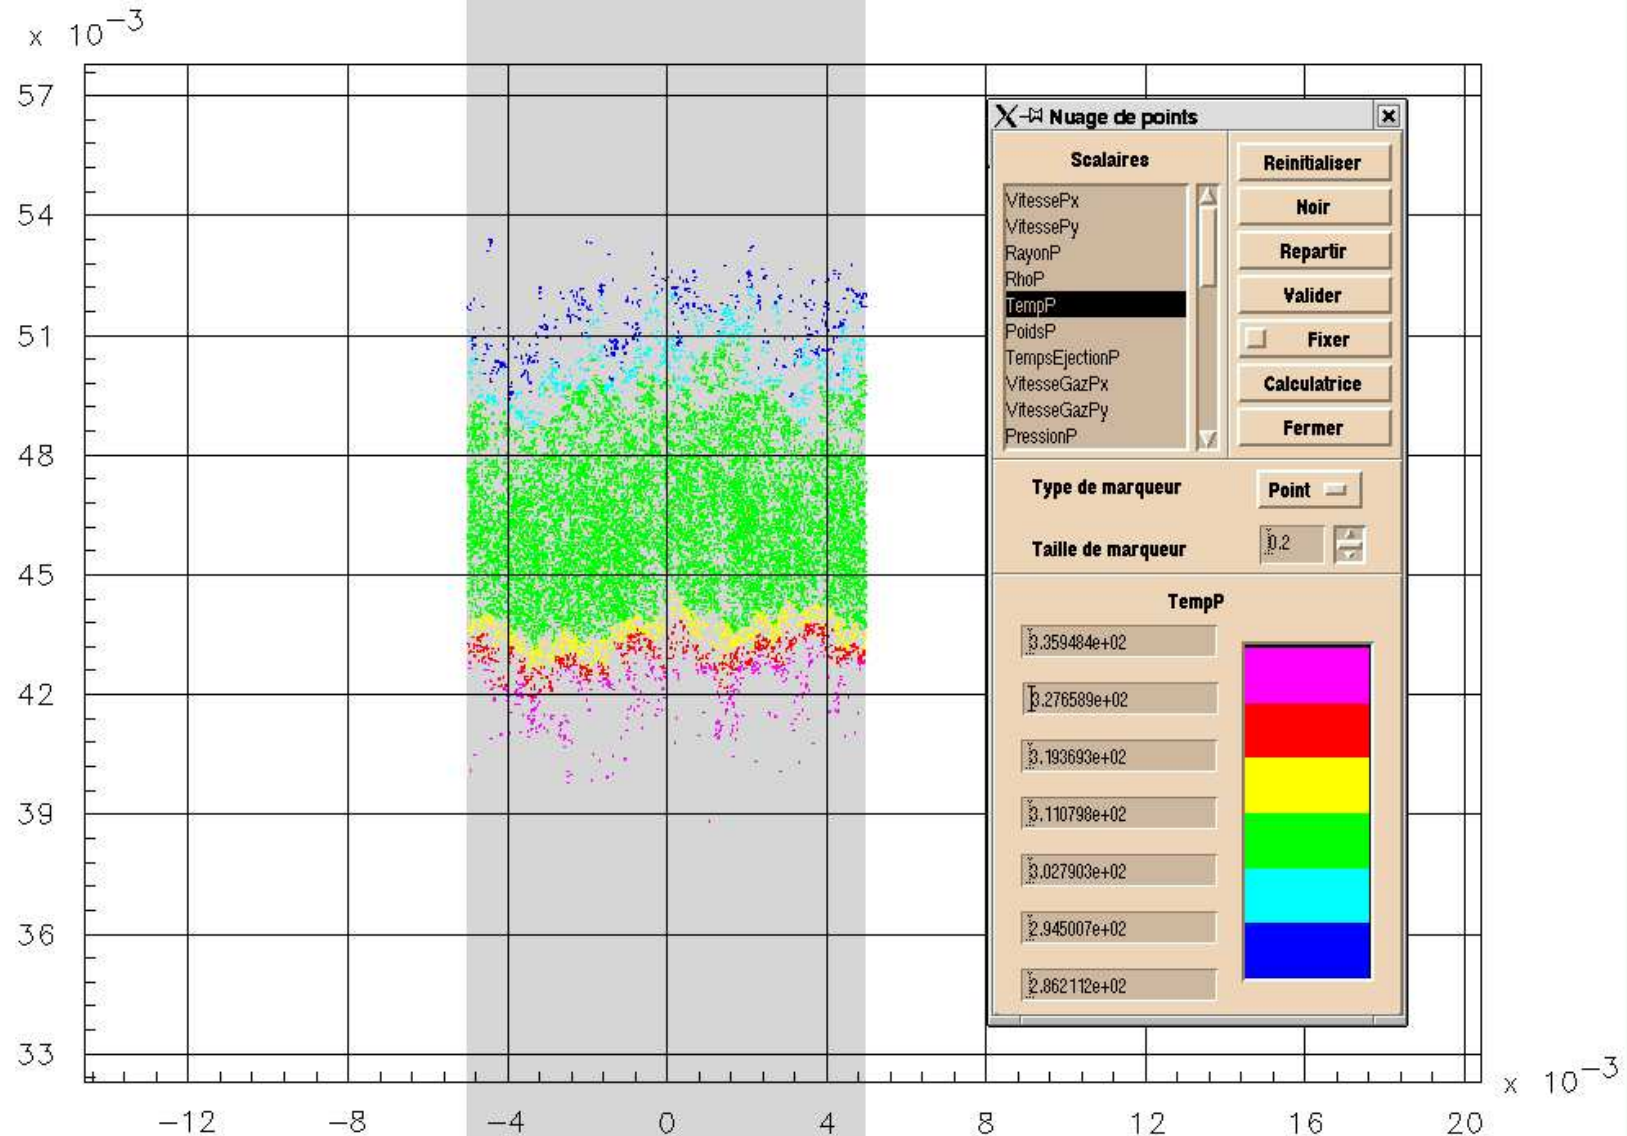 x 10−3
57
54
51
48
45
42
39
36
33
−12 −8 −4 0 4 8 12 16 20
x 10−3
Nuage de points
Scalaires
VitessePx
VitessePy
RayonP
RhoP
TempP
PoidsP
TempsEjectionP
VitesseGazPx
VitesseGazPy
PressionP
Reinitialiser
Noir
Repartir
Valider
Fixer
Calculatrice
Fermer
Type de marqueur Point
Taille de marqueur 0.2
TempP
3.359484e+02
3.276589e+02
3.193693e+02
3.110798e+02
3.027903e+02
2.945007e+02
2.862112e+02